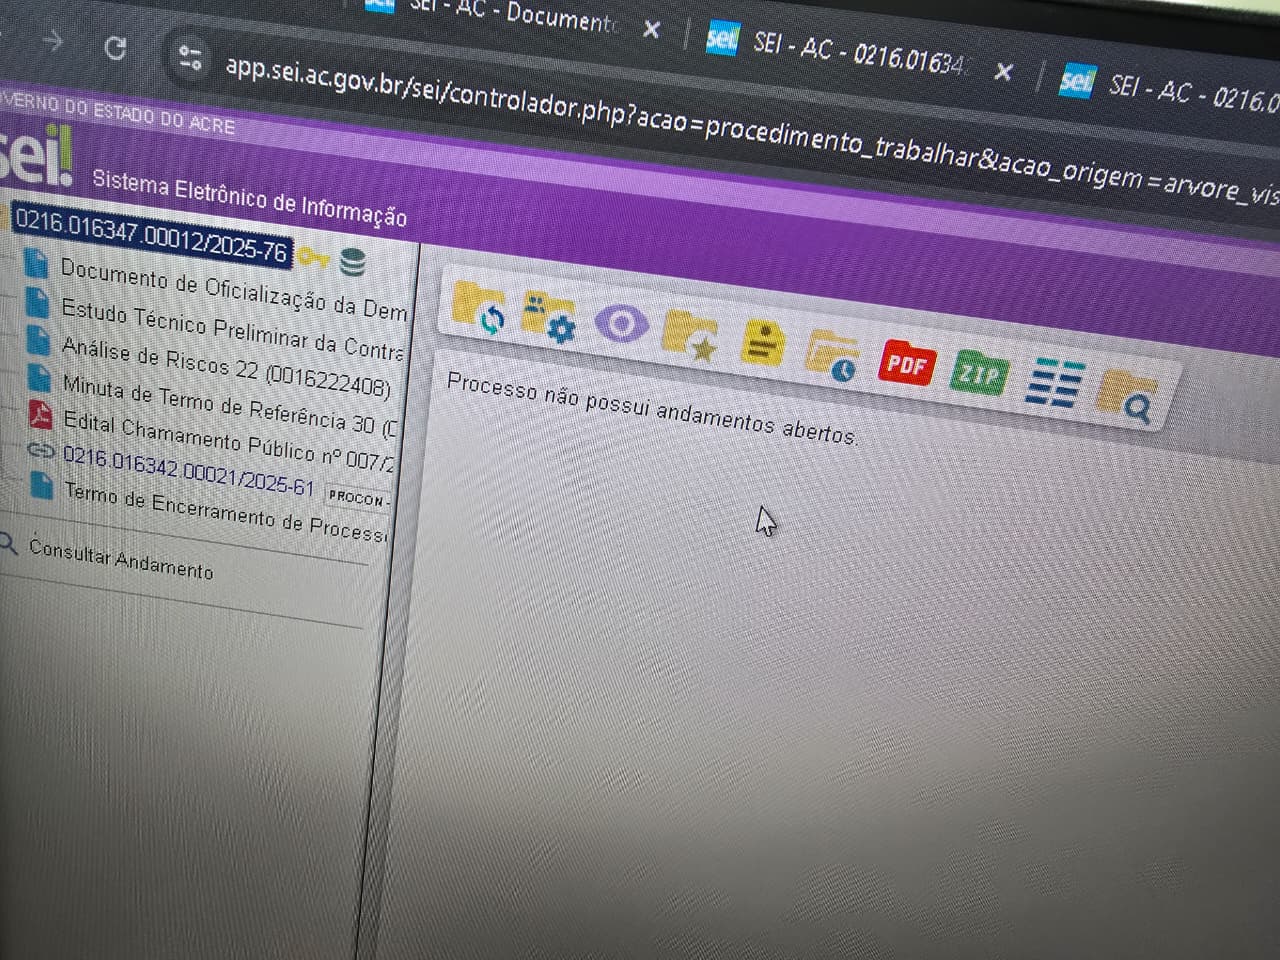 SEI - AC - Documento
SEI - AC - 0216.01634
SEI - AC - 0216.0
app.sei.ac.gov.br/sei/controlador.php?acao=procedimento_trabalhar&acao_origem=arvore_vis
VERNO DO ESTADO DO ACRE
sei!
Sistema Eletrônico de Informação
0216.016347.00012/2025-76
Documento de Oficialização da Dem
Estudo Técnico Preliminar da Contra
Análise de Riscos 22 (0016222408)
Minuta de Termo de Referência 30 (0
Edital Chamamento Público nº 007/2
0216.016342.00021/2025-61 PROCON -
Termo de Encerramento de Process
Consultar Andamento
PDF
ZIP
Processo não possui andamentos abertos.